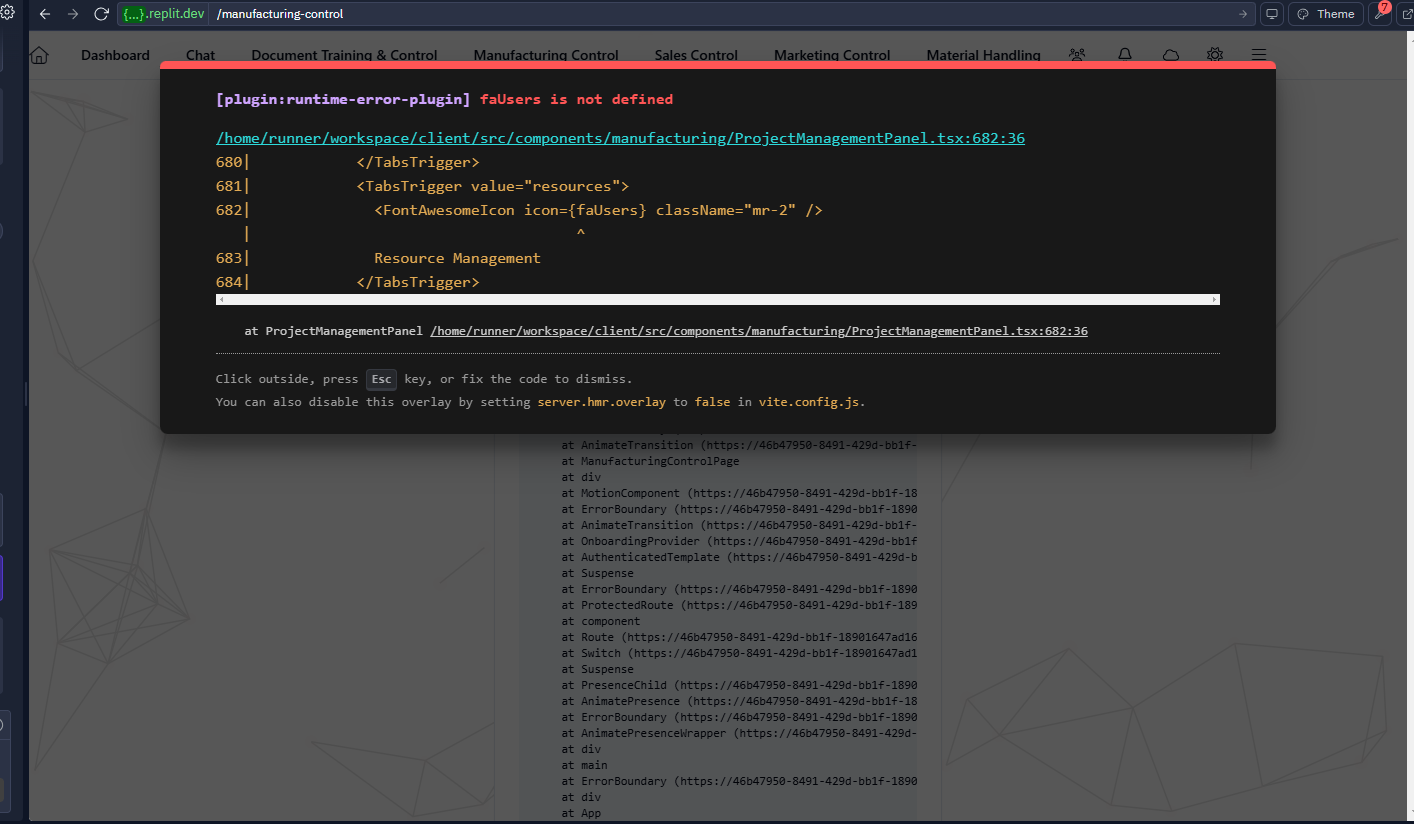 {...}.replit.dev /manufacturing-control
Theme
7
Dashboard Chat Document Training & Control Manufacturing Control Sales Control Marketing Control Material Handling
[plugin:runtime-error-plugin] faUsers is not defined
/home/runner/workspace/client/src/components/manufacturing/ProjectManagementPanel.tsx:682:36
680| </TabsTrigger>
681| <TabsTrigger value="resources">
682| <FontAwesomeIcon icon={faUsers} className="mr-2" />
| ^
683| Resource Management
684| </TabsTrigger>
at ProjectManagementPanel /home/runner/workspace/client/src/components/manufacturing/ProjectManagementPanel.tsx:682:36
Click outside, press Esc key, or fix the code to dismiss.
You can also disable this overlay by setting server.hmr.overlay to false in vite.config.js.
at AnimateTransition (https://46b47950-8491-429d-bb1f-
at ManufacturingControlPage
at div
at MotionComponent (https://46b47950-8491-429d-bb1f-18
at ErrorBoundary (https://46b47950-8491-429d-bb1f-1890
at AnimateTransition (https://46b47950-8491-429d-bb1f-
at OnboardingProvider (https://46b47950-8491-429d-bb1f
at AuthenticatedTemplate (https://46b47950-8491-429d-b
at Suspense
at ErrorBoundary (https://46b47950-8491-429d-bb1f-1890
at ProtectedRoute (https://46b47950-8491-429d-bb1f-189
at component
at Route (https://46b47950-8491-429d-bb1f-18901647ad16
at Switch (https://46b47950-8491-429d-bb1f-18901647ad1
at Suspense
at PresenceChild (https://46b47950-8491-429d-bb1f-1890
at AnimatePresence (https://46b47950-8491-429d-bb1f-18
at ErrorBoundary (https://46b47950-8491-429d-bb1f-1890
at AnimatePresenceWrapper (https://46b47950-8491-429d-
at div
at main
at ErrorBoundary (https://46b47950-8491-429d-bb1f-1890
at div
at App